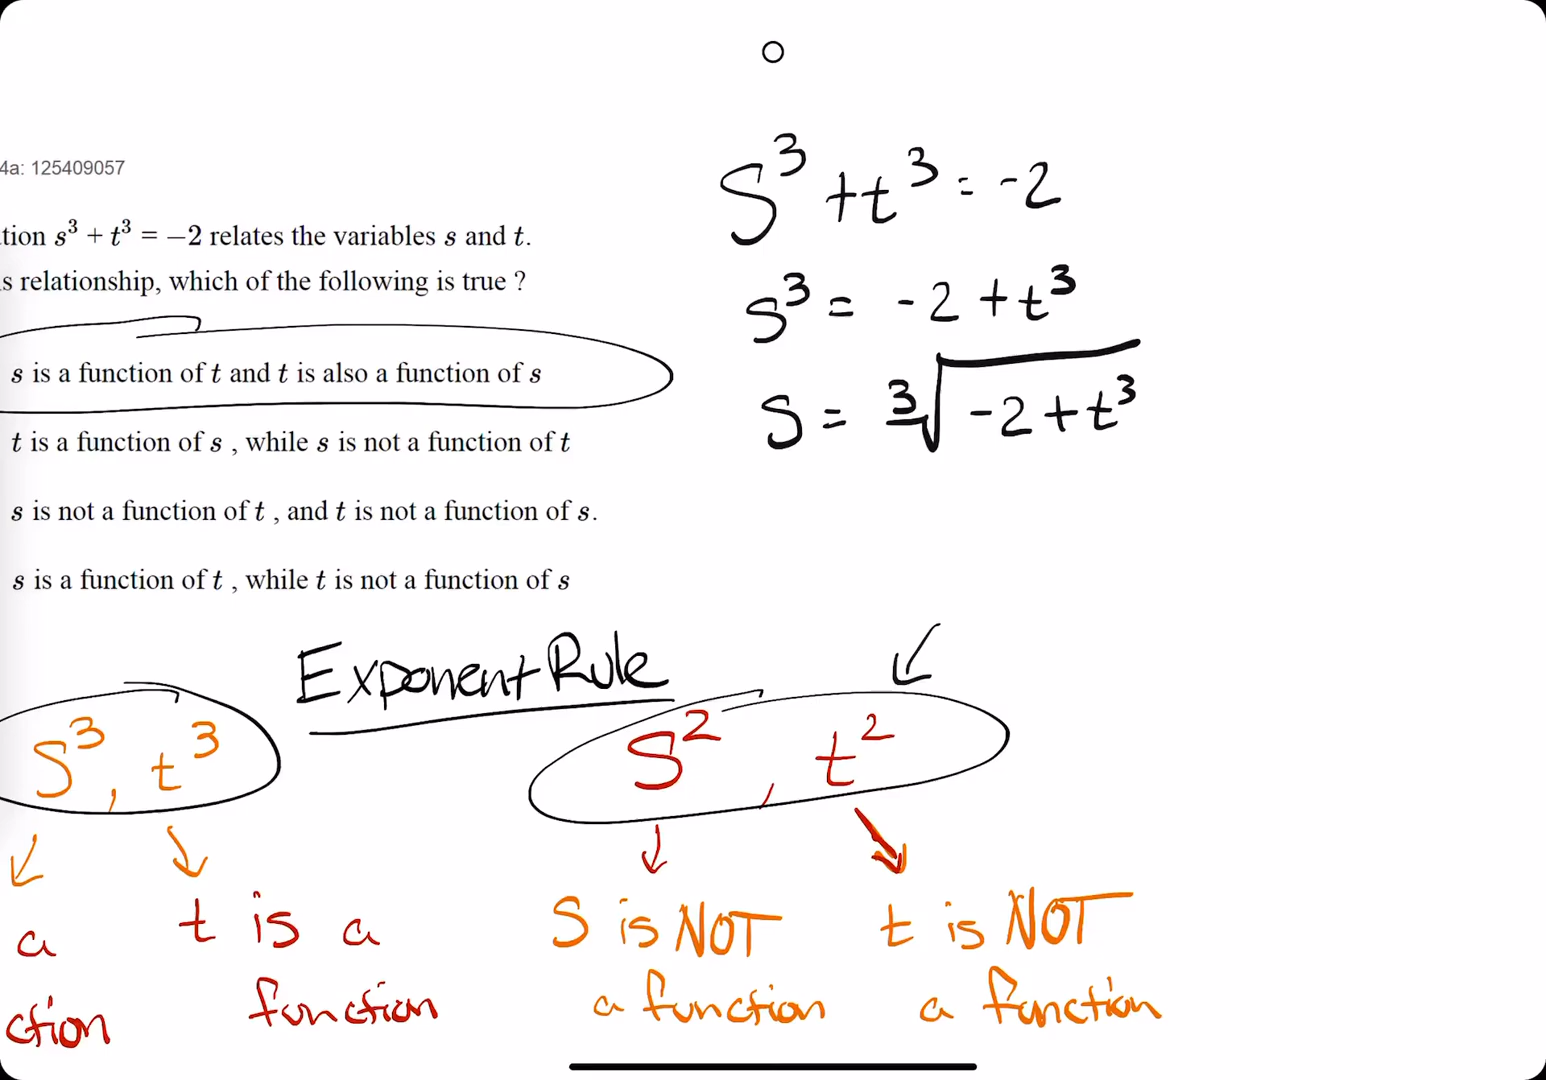 4a: 125409057
tion s³ + t³ = −2 relates the variables s and t.
s relationship, which of the following is true ?
s is a function of t and t is also a function of s
t is a function of s , while s is not a function of t
s is not a function of t , and t is not a function of s.
s is a function of t , while t is not a function of s
S³ + t³ = -2
s³ = -2 + t³
S = ³√-2 + t³
Exponent Rule
S³, t³
S², t²
a
ction
t is a
function
S is NOT
a function
t is NOT
a function